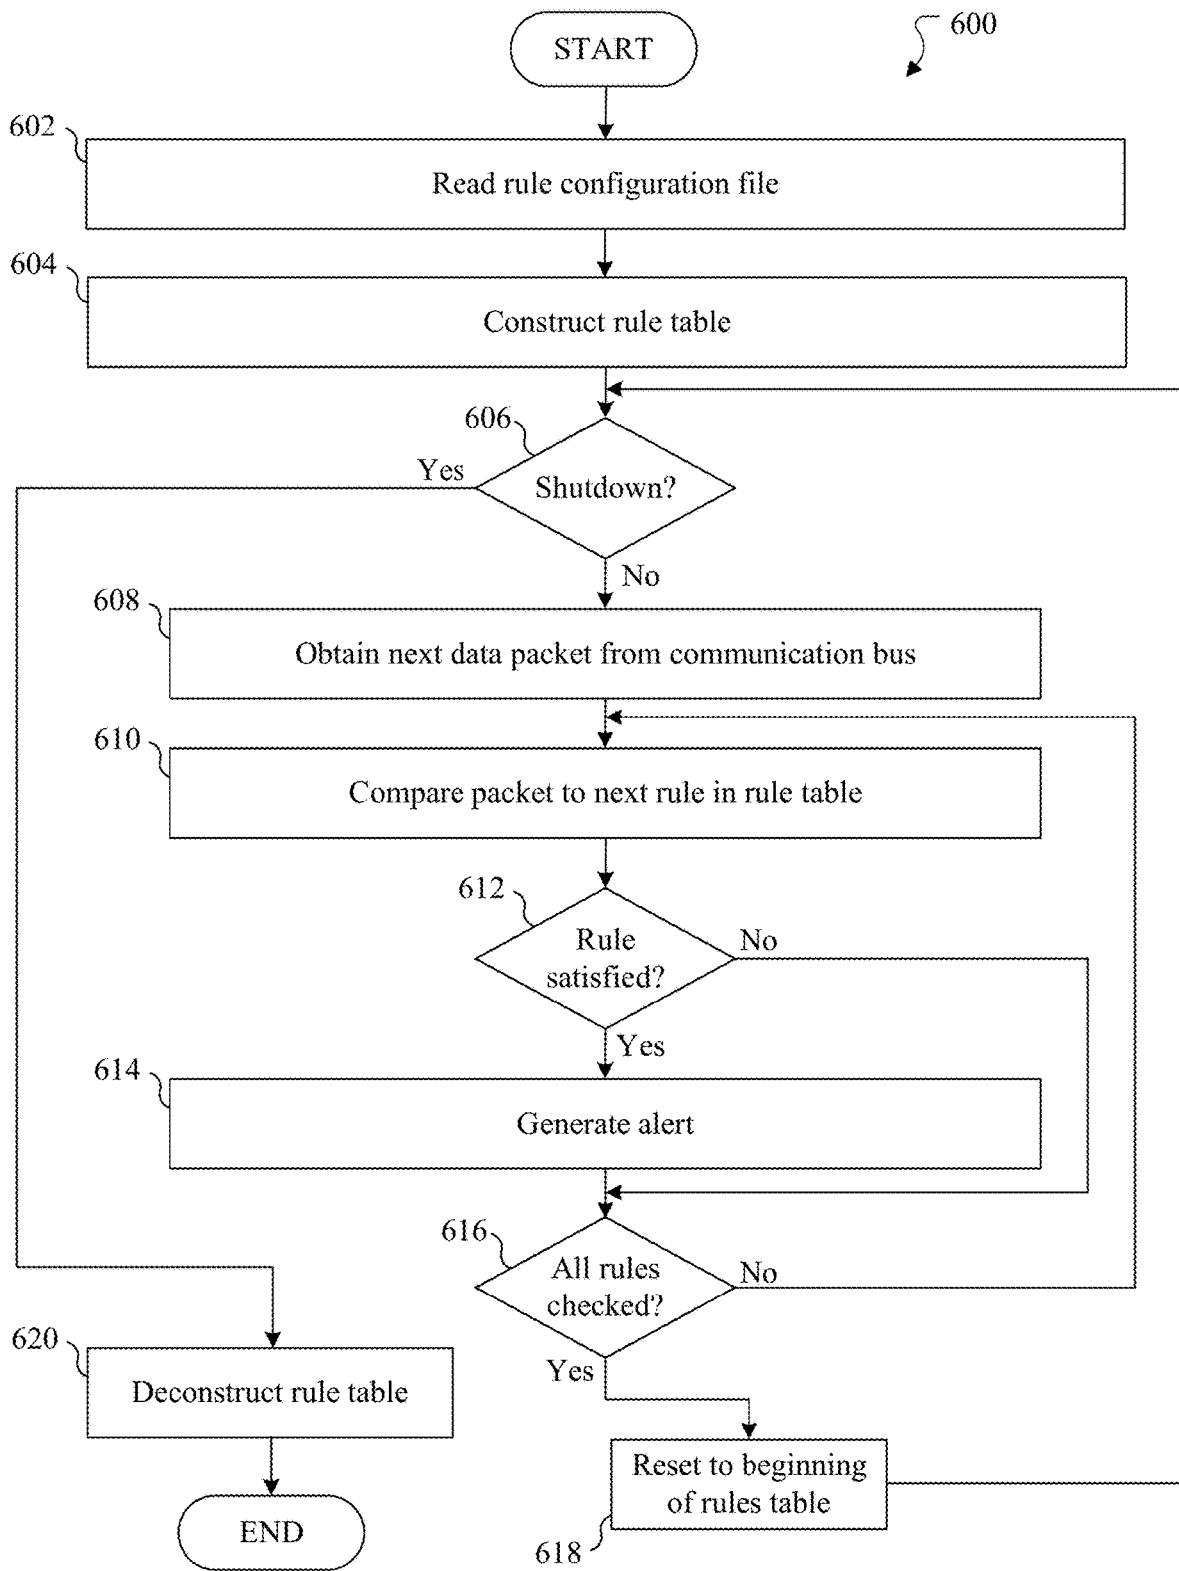 START
600
602
Read rule configuration file
604
Construct rule table
606
Yes
Shutdown?
No
608
Obtain next data packet from communication bus
610
Compare packet to next rule in rule table
612
Rule
satisfied?
No
Yes
614
Generate alert
616
All rules
checked?
No
Yes
620
Deconstruct rule table
Reset to beginning
of rules table
618
END